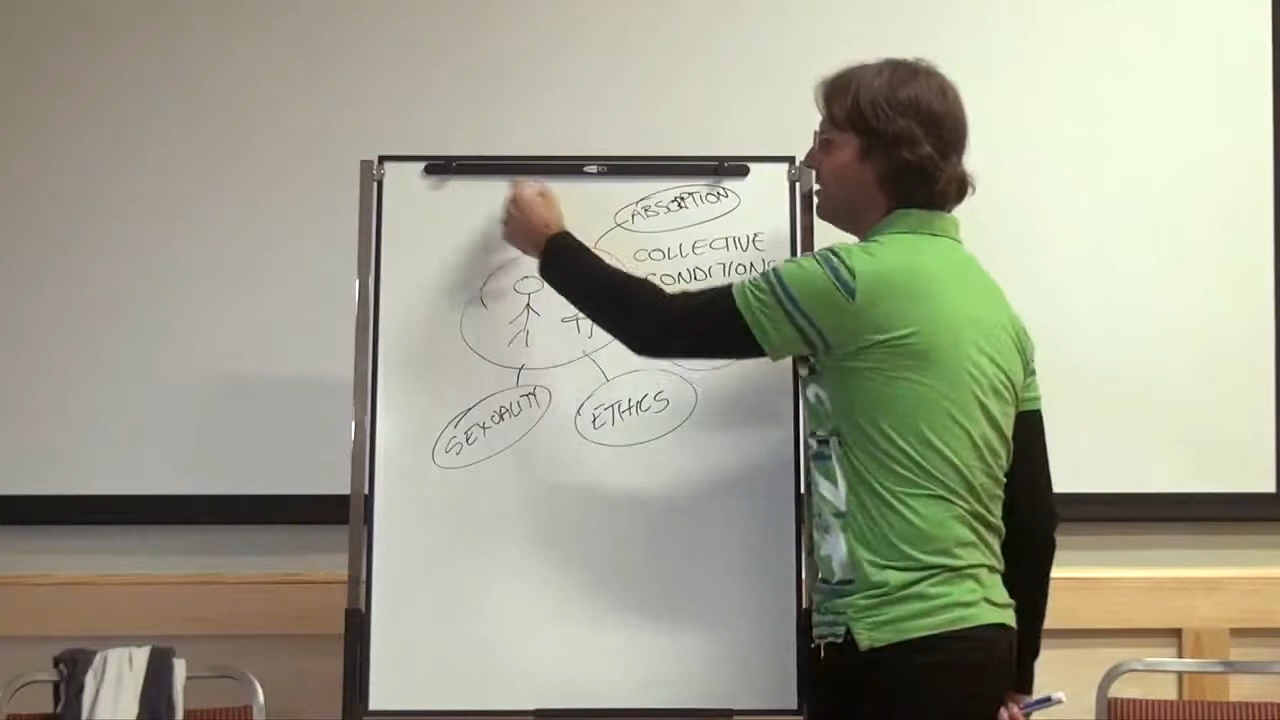 ABSORPTION
COLLECTIVE
CONDITIONS
SEXUALITY
ETHICS